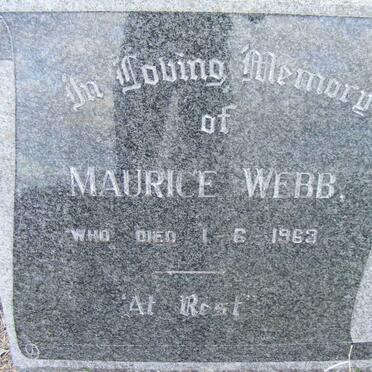 In Loving Memory
of
MAURICE WEBB.
WHO DIED 1-6-1963
"At Rest"